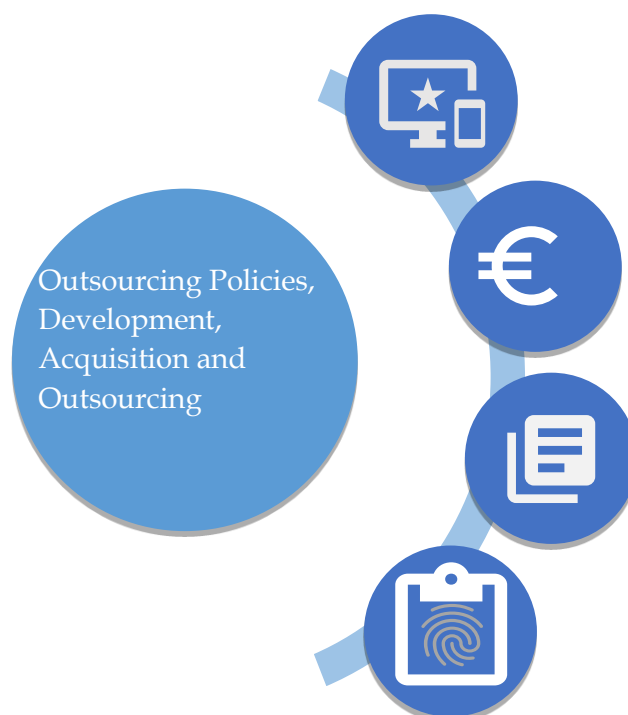 Outsourcing Policies,
Development,
Acquisition and
Outsourcing